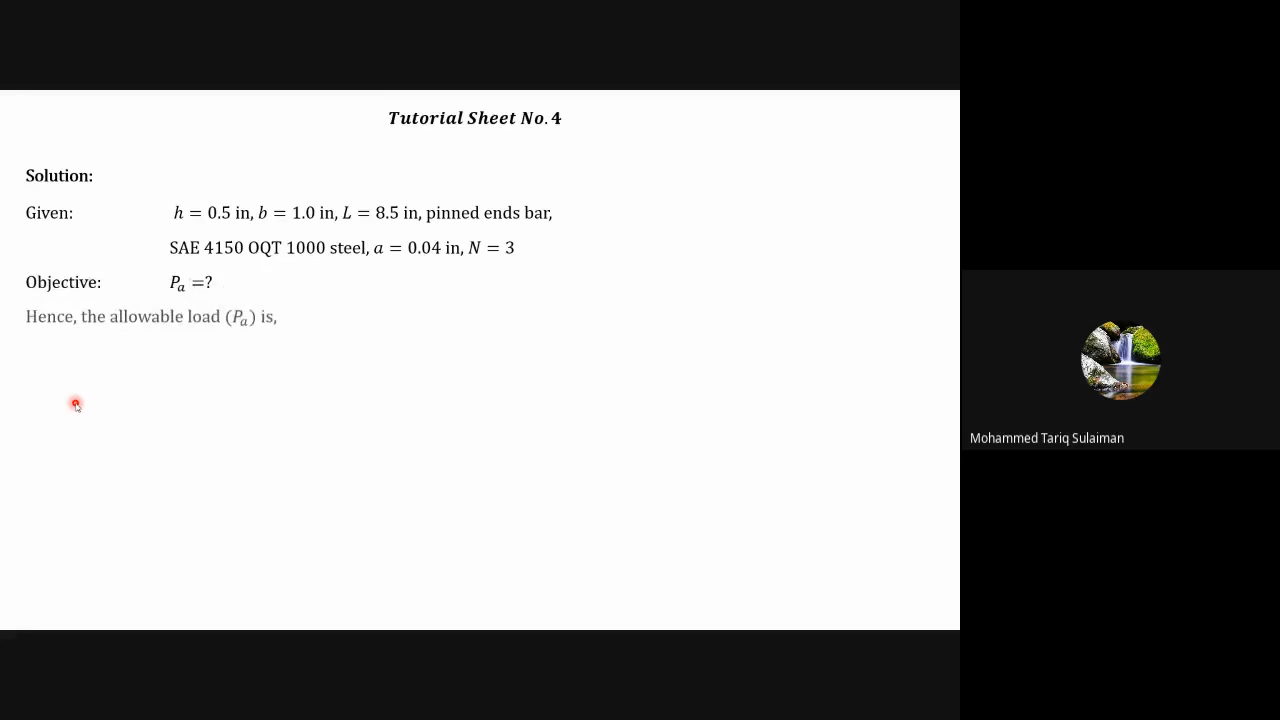 Tutorial Sheet No. 4
Solution:
Given: h = 0.5 in, b = 1.0 in, L = 8.5 in, pinned ends bar,
SAE 4150 OQT 1000 steel, a = 0.04 in, N = 3
Objective: Pₐ =?
Hence, the allowable load (Pₐ) is,
Mohammed Tariq Sulaiman